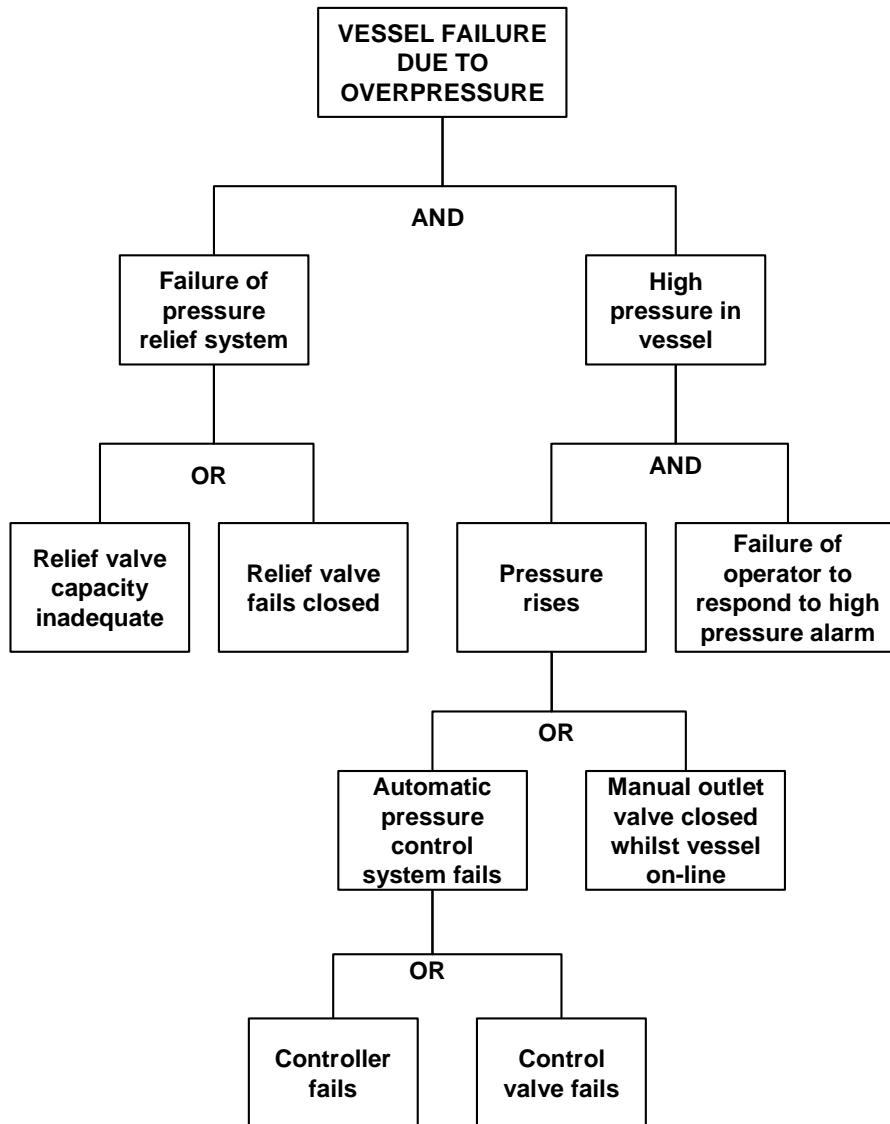 VESSEL FAILURE
DUE TO
OVERPRESSURE
AND
Failure of
pressure
relief system
High
pressure in
vessel
OR
AND
Relief valve
capacity
inadequate
Relief valve
fails closed
Pressure
rises
Failure of
operator to
respond to high
pressure alarm
OR
Automatic
pressure
control
system fails
Manual outlet
valve closed
whilst vessel
on-line
OR
Controller
fails
Control
valve fails